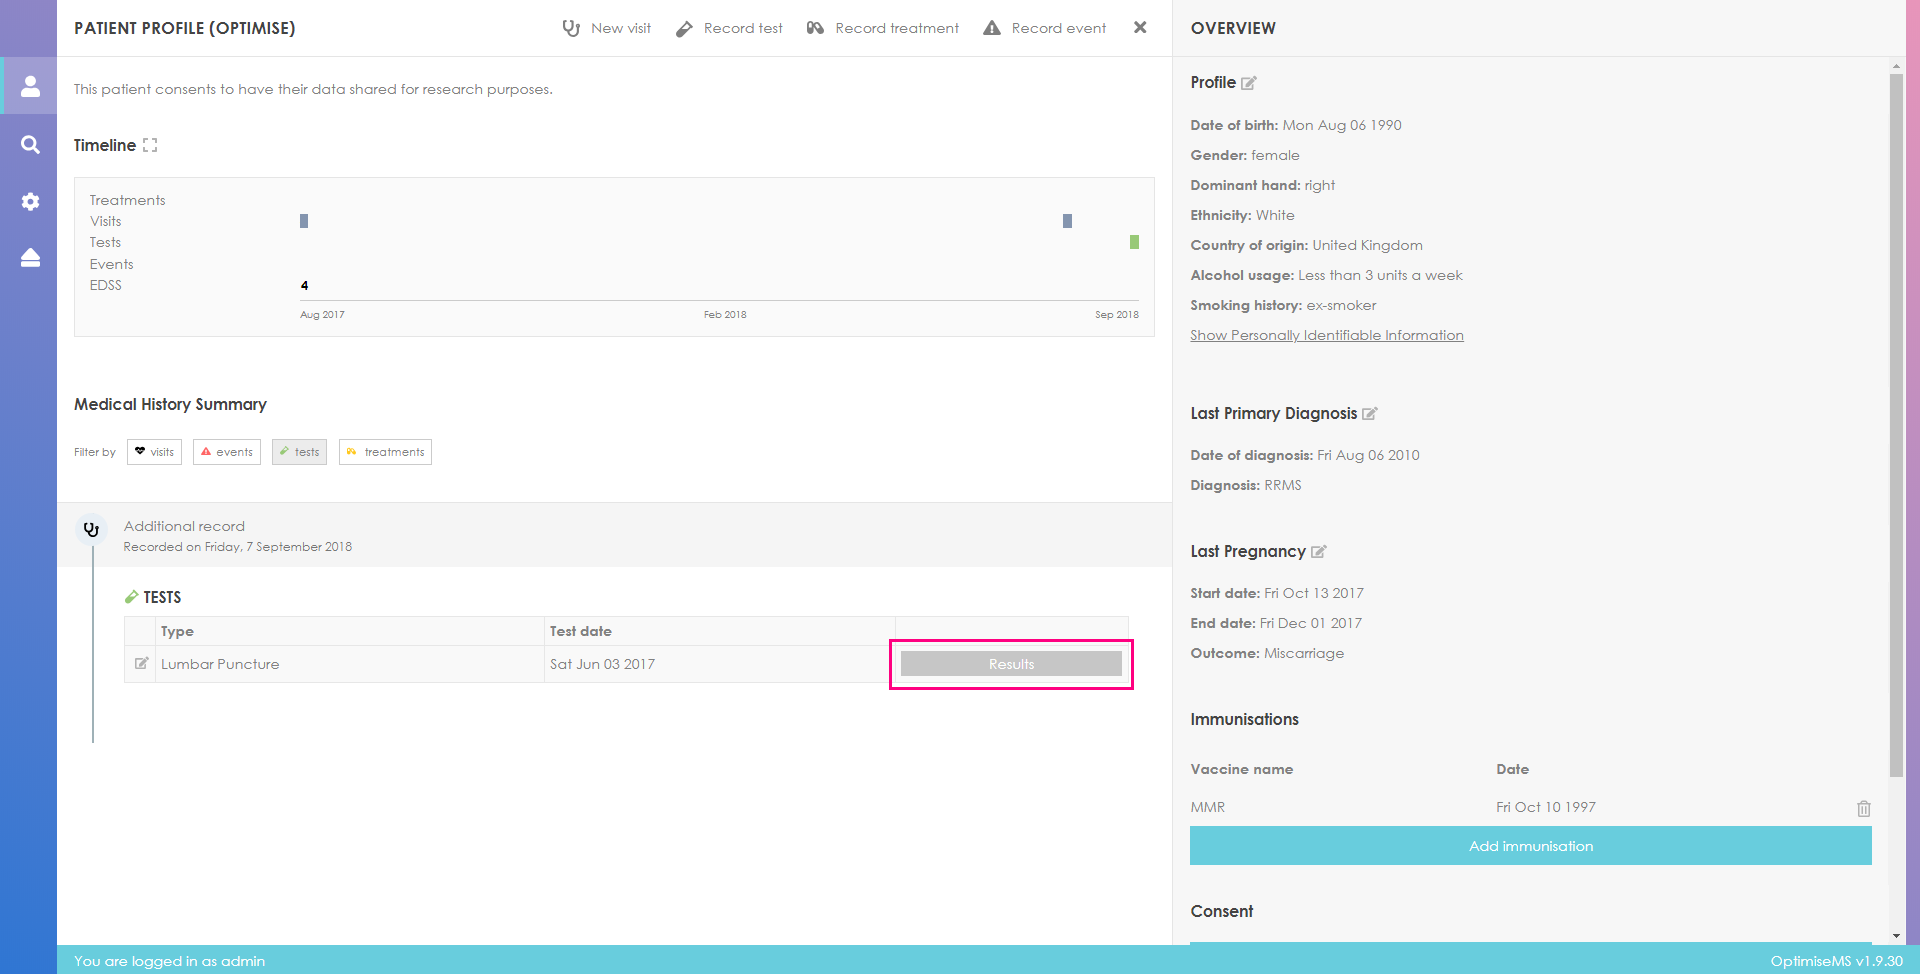 PATIENT PROFILE (OPTIMISE)
New visit
Record test
Record treatment
Record event
This patient consents to have their data shared for research purposes.
Timeline
Treatments
Visits
Tests
Events
EDSS
4
Aug 2017
Feb 2018
Sep 2018
Medical History Summary
Filter by
visits
events
tests
treatments
Additional record
Recorded on Friday, 7 September 2018
TESTS
Type
Test date
Lumbar Puncture
Sat Jun 03 2017
Results
OVERVIEW
Profile
Date of birth: Mon Aug 06 1990
Gender: female
Dominant hand: right
Ethnicity: White
Country of origin: United Kingdom
Alcohol usage: Less than 3 units a week
Smoking history: ex-smoker
Show Personally Identifiable Information
Last Primary Diagnosis
Date of diagnosis: Fri Aug 06 2010
Diagnosis: RRMS
Last Pregnancy
Start date: Fri Oct 13 2017
End date: Fri Dec 01 2017
Outcome: Miscarriage
Immunisations
Vaccine name
Date
MMR
Fri Oct 10 1997
Add immunisation
Consent
You are logged in as admin
OptimiseMS v1.9.30